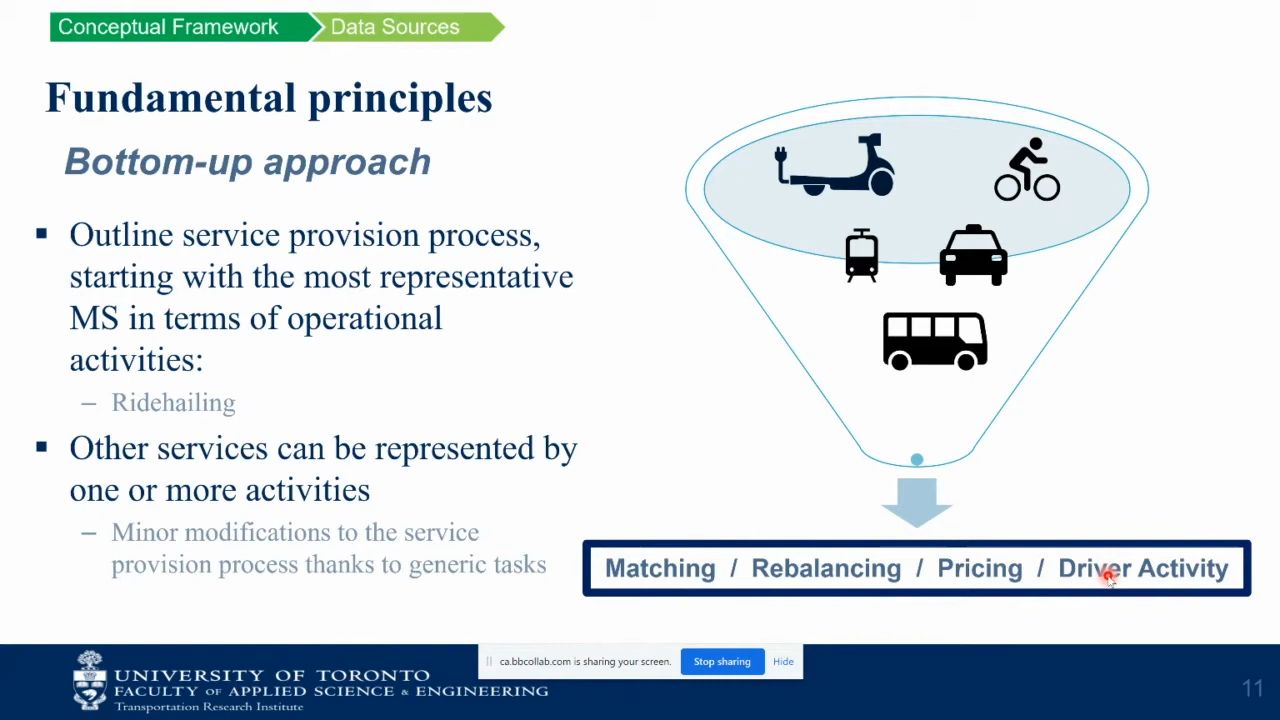 Conceptual Framework
Data Sources
Fundamental principles
Bottom-up approach
▪ Outline service provision process,
starting with the most representative
MS in terms of operational
activities:
– Ridehailing
▪ Other services can be represented by
one or more activities
– Minor modifications to the service
provision process thanks to generic tasks
Matching / Rebalancing / Pricing / Driver Activity
ca.bbcollab.com is sharing your screen.
Stop sharing
Hide
UNIVERSITY OF TORONTO
FACULTY OF APPLIED SCIENCE & ENGINEERING
Transportation Research Institute
11